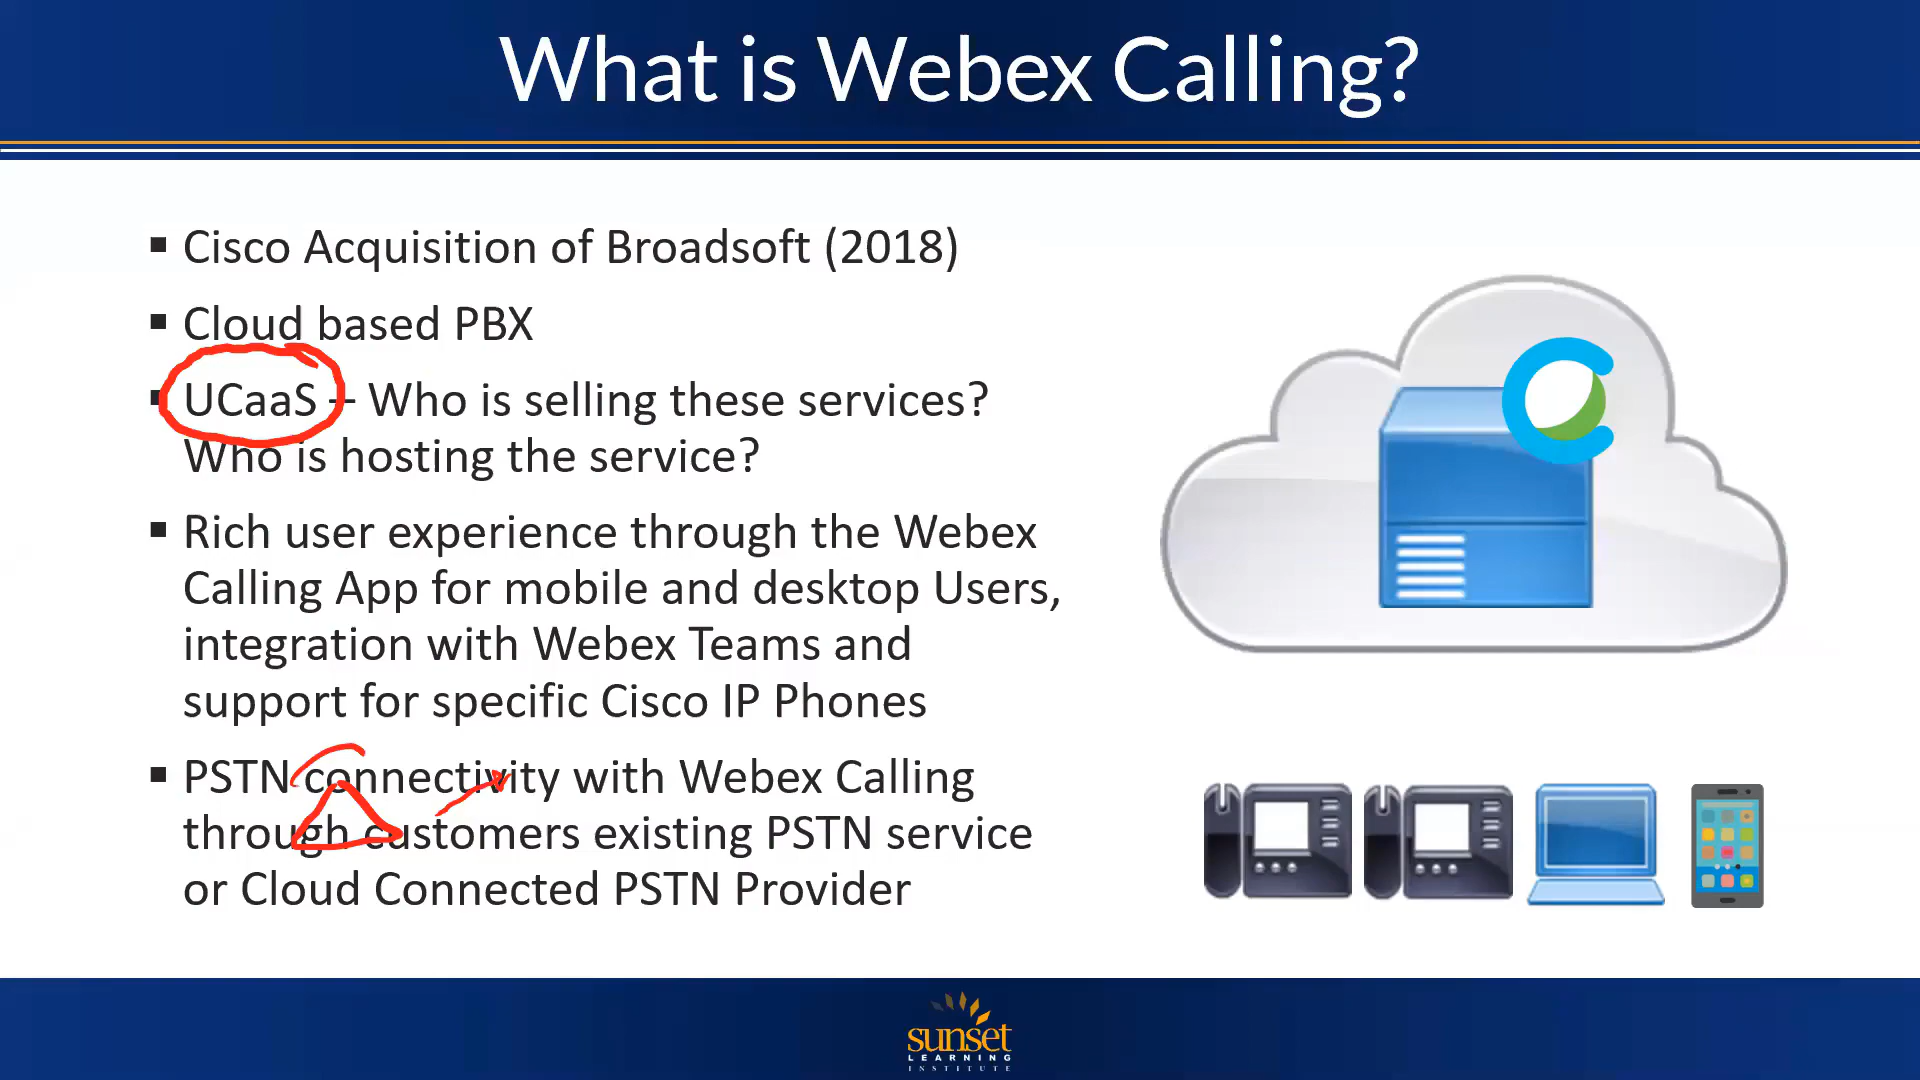 What is Webex Calling?
▪ Cisco Acquisition of Broadsoft (2018)
▪ Cloud based PBX
▪ UCaaS – Who is selling these services?
Who is hosting the service?
▪ Rich user experience through the Webex
Calling App for mobile and desktop Users,
integration with Webex Teams and
support for specific Cisco IP Phones
▪ PSTN connectivity with Webex Calling
through customers existing PSTN service
or Cloud Connected PSTN Provider
sunset
LEARNING
INSTITUTE